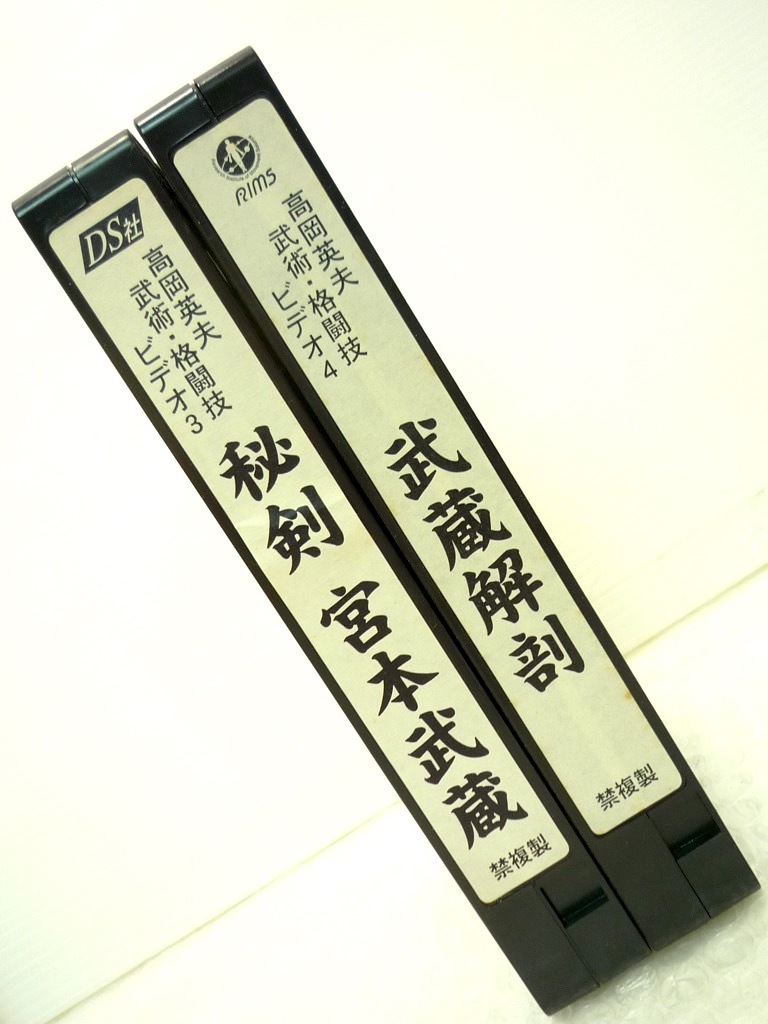 DS社
高岡英夫
武術・格闘技
ビデオ3
秘剣 宮本武蔵
禁複製
RIMS
高岡英夫
武術・格闘技
ビデオ4
武蔵解剖
禁複製